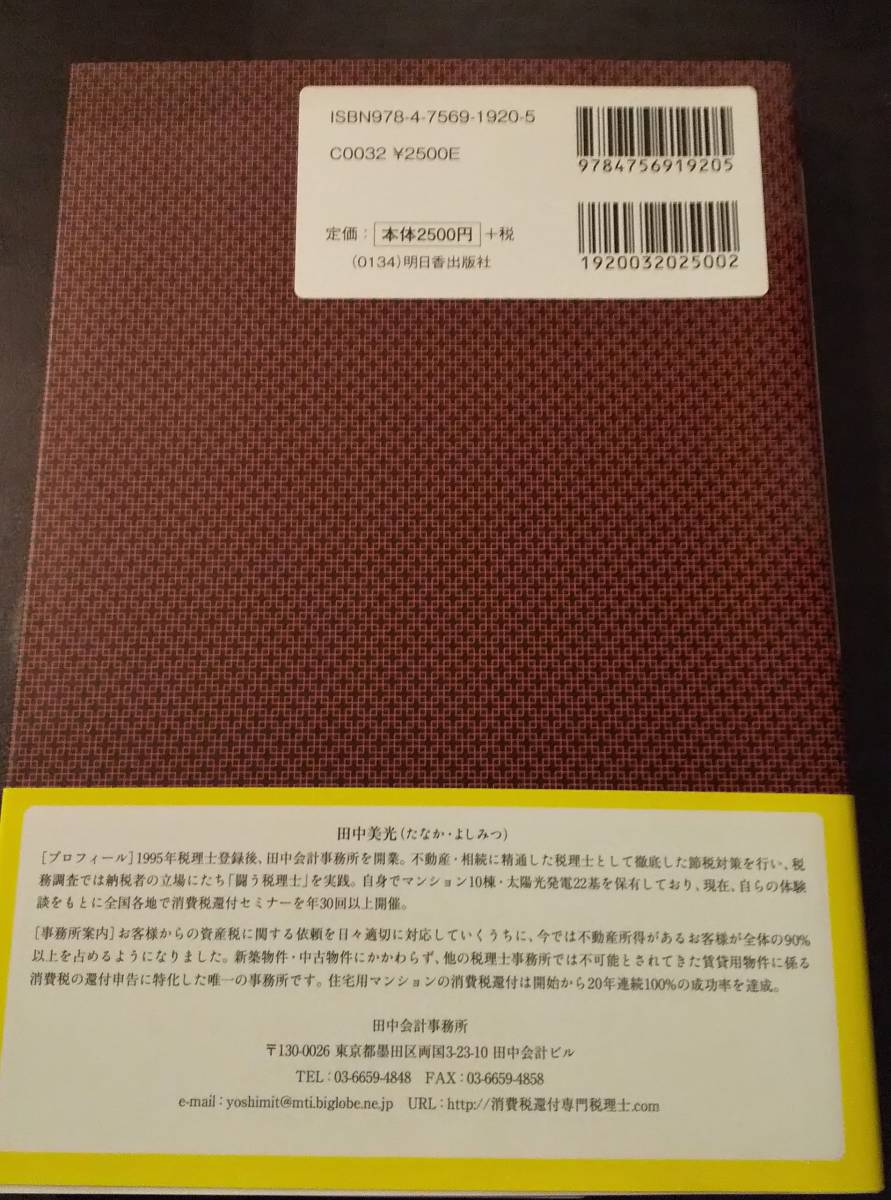 ISBN978-4-7569-1920-5
C0032 ¥2500E
9784756919205
定価：本体2500円+税
(0134)明日香出版社
1920032025002
田中美光(たなか・よしみつ)
［プロフィール］1995年税理士登録後、田中会計事務所を開業。不動産・相続に精通した税理士として徹底した節税対策を行い、税
務調査では納税者の立場にたち「闘う税理士」を実践。自身でマンション10棟・太陽光発電22基を保有しており、現在、自らの体験
談をもとに全国各地で消費税還付セミナーを年30回以上開催。
［事務所案内］お客様からの資産税に関する依頼を日々適切に対応していくうちに、今では不動産所得があるお客様が全体の90%
以上を占めるようになりました。新築物件・中古物件にかかわらず、他の税理士事務所では不可能とされてきた賃貸用物件に係る
消費税の還付申告に特化した唯一の事務所です。住宅用マンションの消費税還付は開始から20年連続100%の成功率を達成。
田中会計事務所
〒130-0026 東京都墨田区両国3-23-10 田中会計ビル
TEL：03-6659-4848 FAX：03-6659-4858
e-mail：yoshimit@mti.biglobe.ne.jp URL：http://消費税還付専門税理士.com